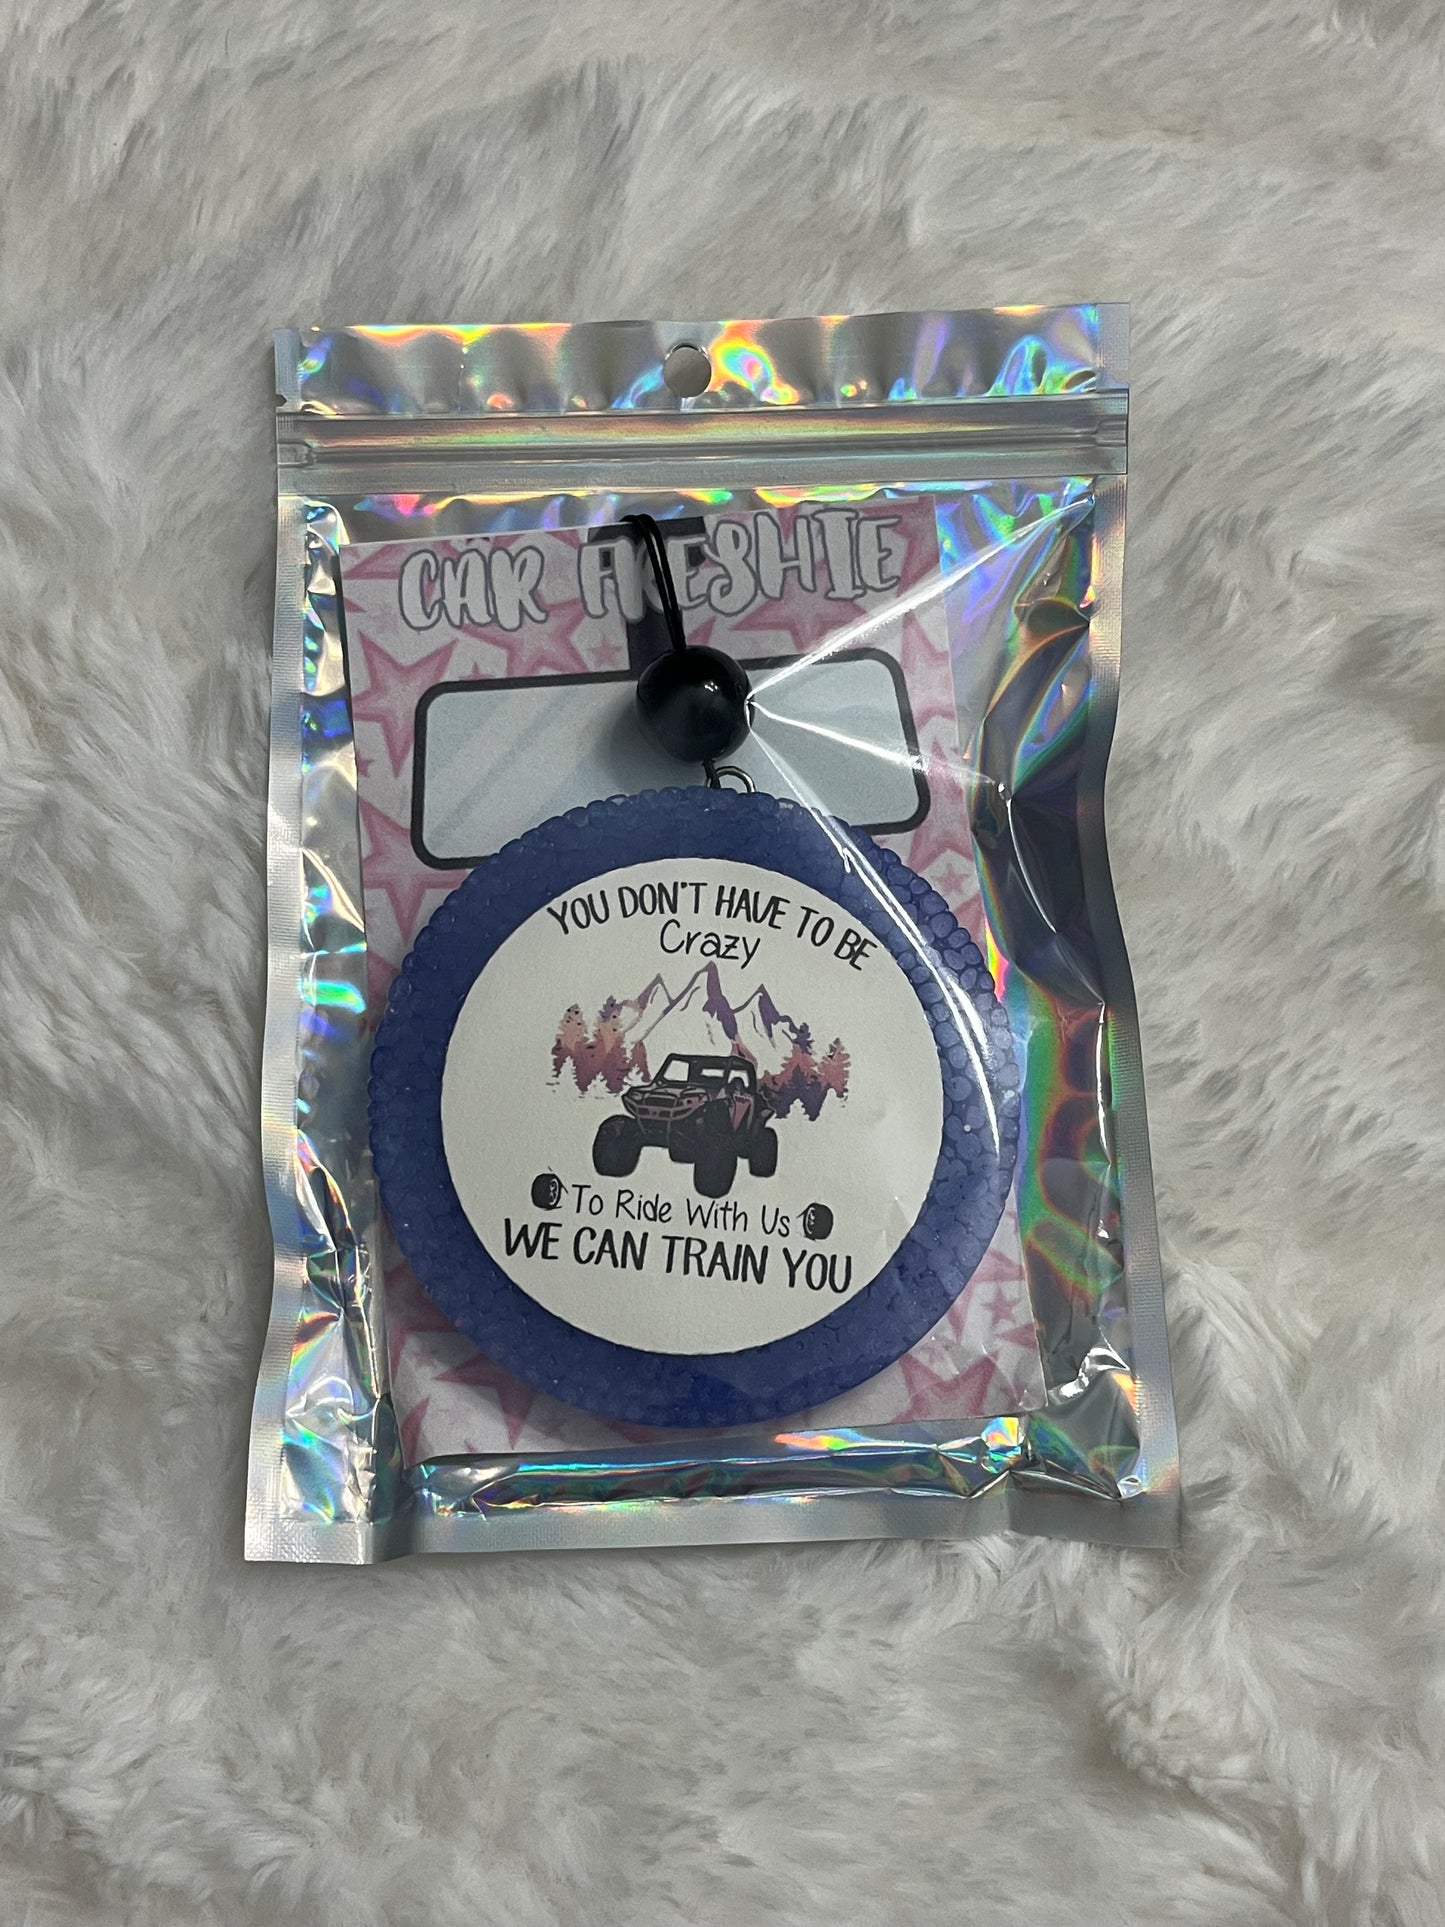 CAR FRESHIE
YOU DON'T HAVE TO BE
Crazy
To Ride With Us
WE CAN TRAIN YOU